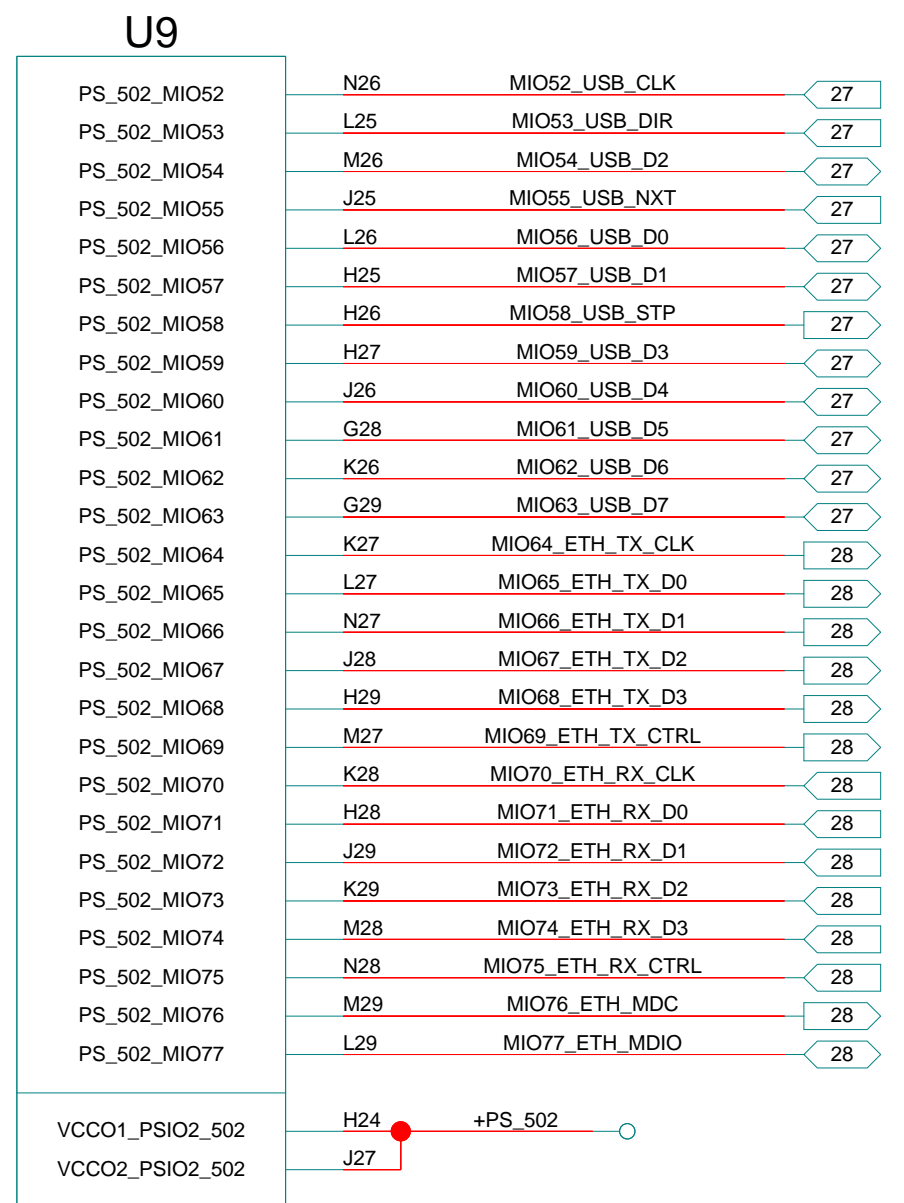 U9
PS_502_MIO52 N26 MIO52_USB_CLK 27
PS_502_MIO53 L25 MIO53_USB_DIR 27
PS_502_MIO54 M26 MIO54_USB_D2 27
PS_502_MIO55 J25 MIO55_USB_NXT 27
PS_502_MIO56 L26 MIO56_USB_D0 27
PS_502_MIO57 H25 MIO57_USB_D1 27
PS_502_MIO58 H26 MIO58_USB_STP 27
PS_502_MIO59 H27 MIO59_USB_D3 27
PS_502_MIO60 J26 MIO60_USB_D4 27
PS_502_MIO61 G28 MIO61_USB_D5 27
PS_502_MIO62 K26 MIO62_USB_D6 27
PS_502_MIO63 G29 MIO63_USB_D7 27
PS_502_MIO64 K27 MIO64_ETH_TX_CLK 28
PS_502_MIO65 L27 MIO65_ETH_TX_D0 28
PS_502_MIO66 N27 MIO66_ETH_TX_D1 28
PS_502_MIO67 J28 MIO67_ETH_TX_D2 28
PS_502_MIO68 H29 MIO68_ETH_TX_D3 28
PS_502_MIO69 M27 MIO69_ETH_TX_CTRL 28
PS_502_MIO70 K28 MIO70_ETH_RX_CLK 28
PS_502_MIO71 H28 MIO71_ETH_RX_D0 28
PS_502_MIO72 J29 MIO72_ETH_RX_D1 28
PS_502_MIO73 K29 MIO73_ETH_RX_D2 28
PS_502_MIO74 M28 MIO74_ETH_RX_D3 28
PS_502_MIO75 N28 MIO75_ETH_RX_CTRL 28
PS_502_MIO76 M29 MIO76_ETH_MDC 28
PS_502_MIO77 L29 MIO77_ETH_MDIO 28
VCCO1_PSIO2_502 H24 +PS_502
VCCO2_PSIO2_502 J27